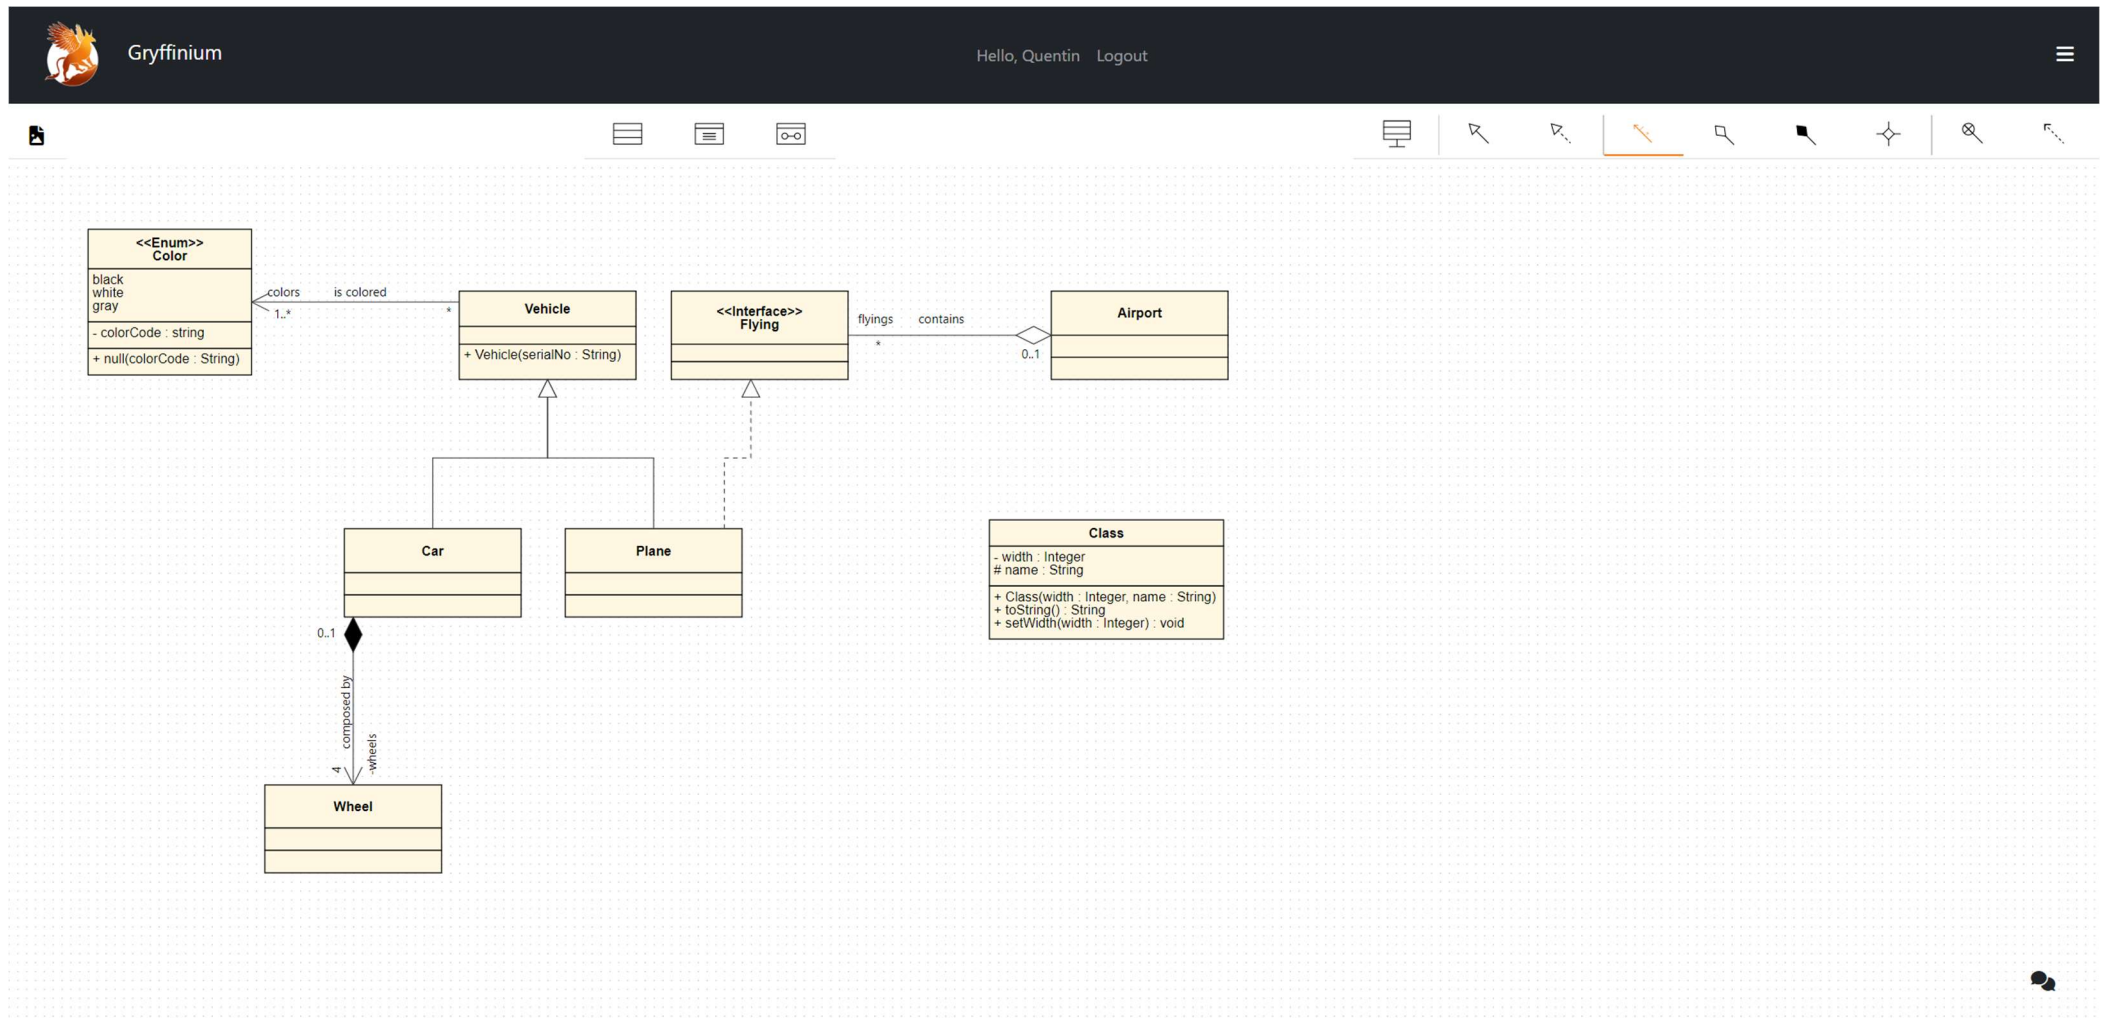 Gryffinium
Hello, Quentin Logout
<<Enum>>
Color
black
white
gray
- colorCode : string
+ null(colorCode : String)
colors
is colored
1..*
*
Vehicle
+ Vehicle(serialNo : String)
<<Interface>>
Flying
flyings
contains
*
0..1
Airport
Car
Plane
Class
- width : Integer
# name : String
+ Class(width : Integer, name : String)
+ toString() : String
+ setWidth(width : Integer) : void
0..1
composed by
-wheels
4
Wheel